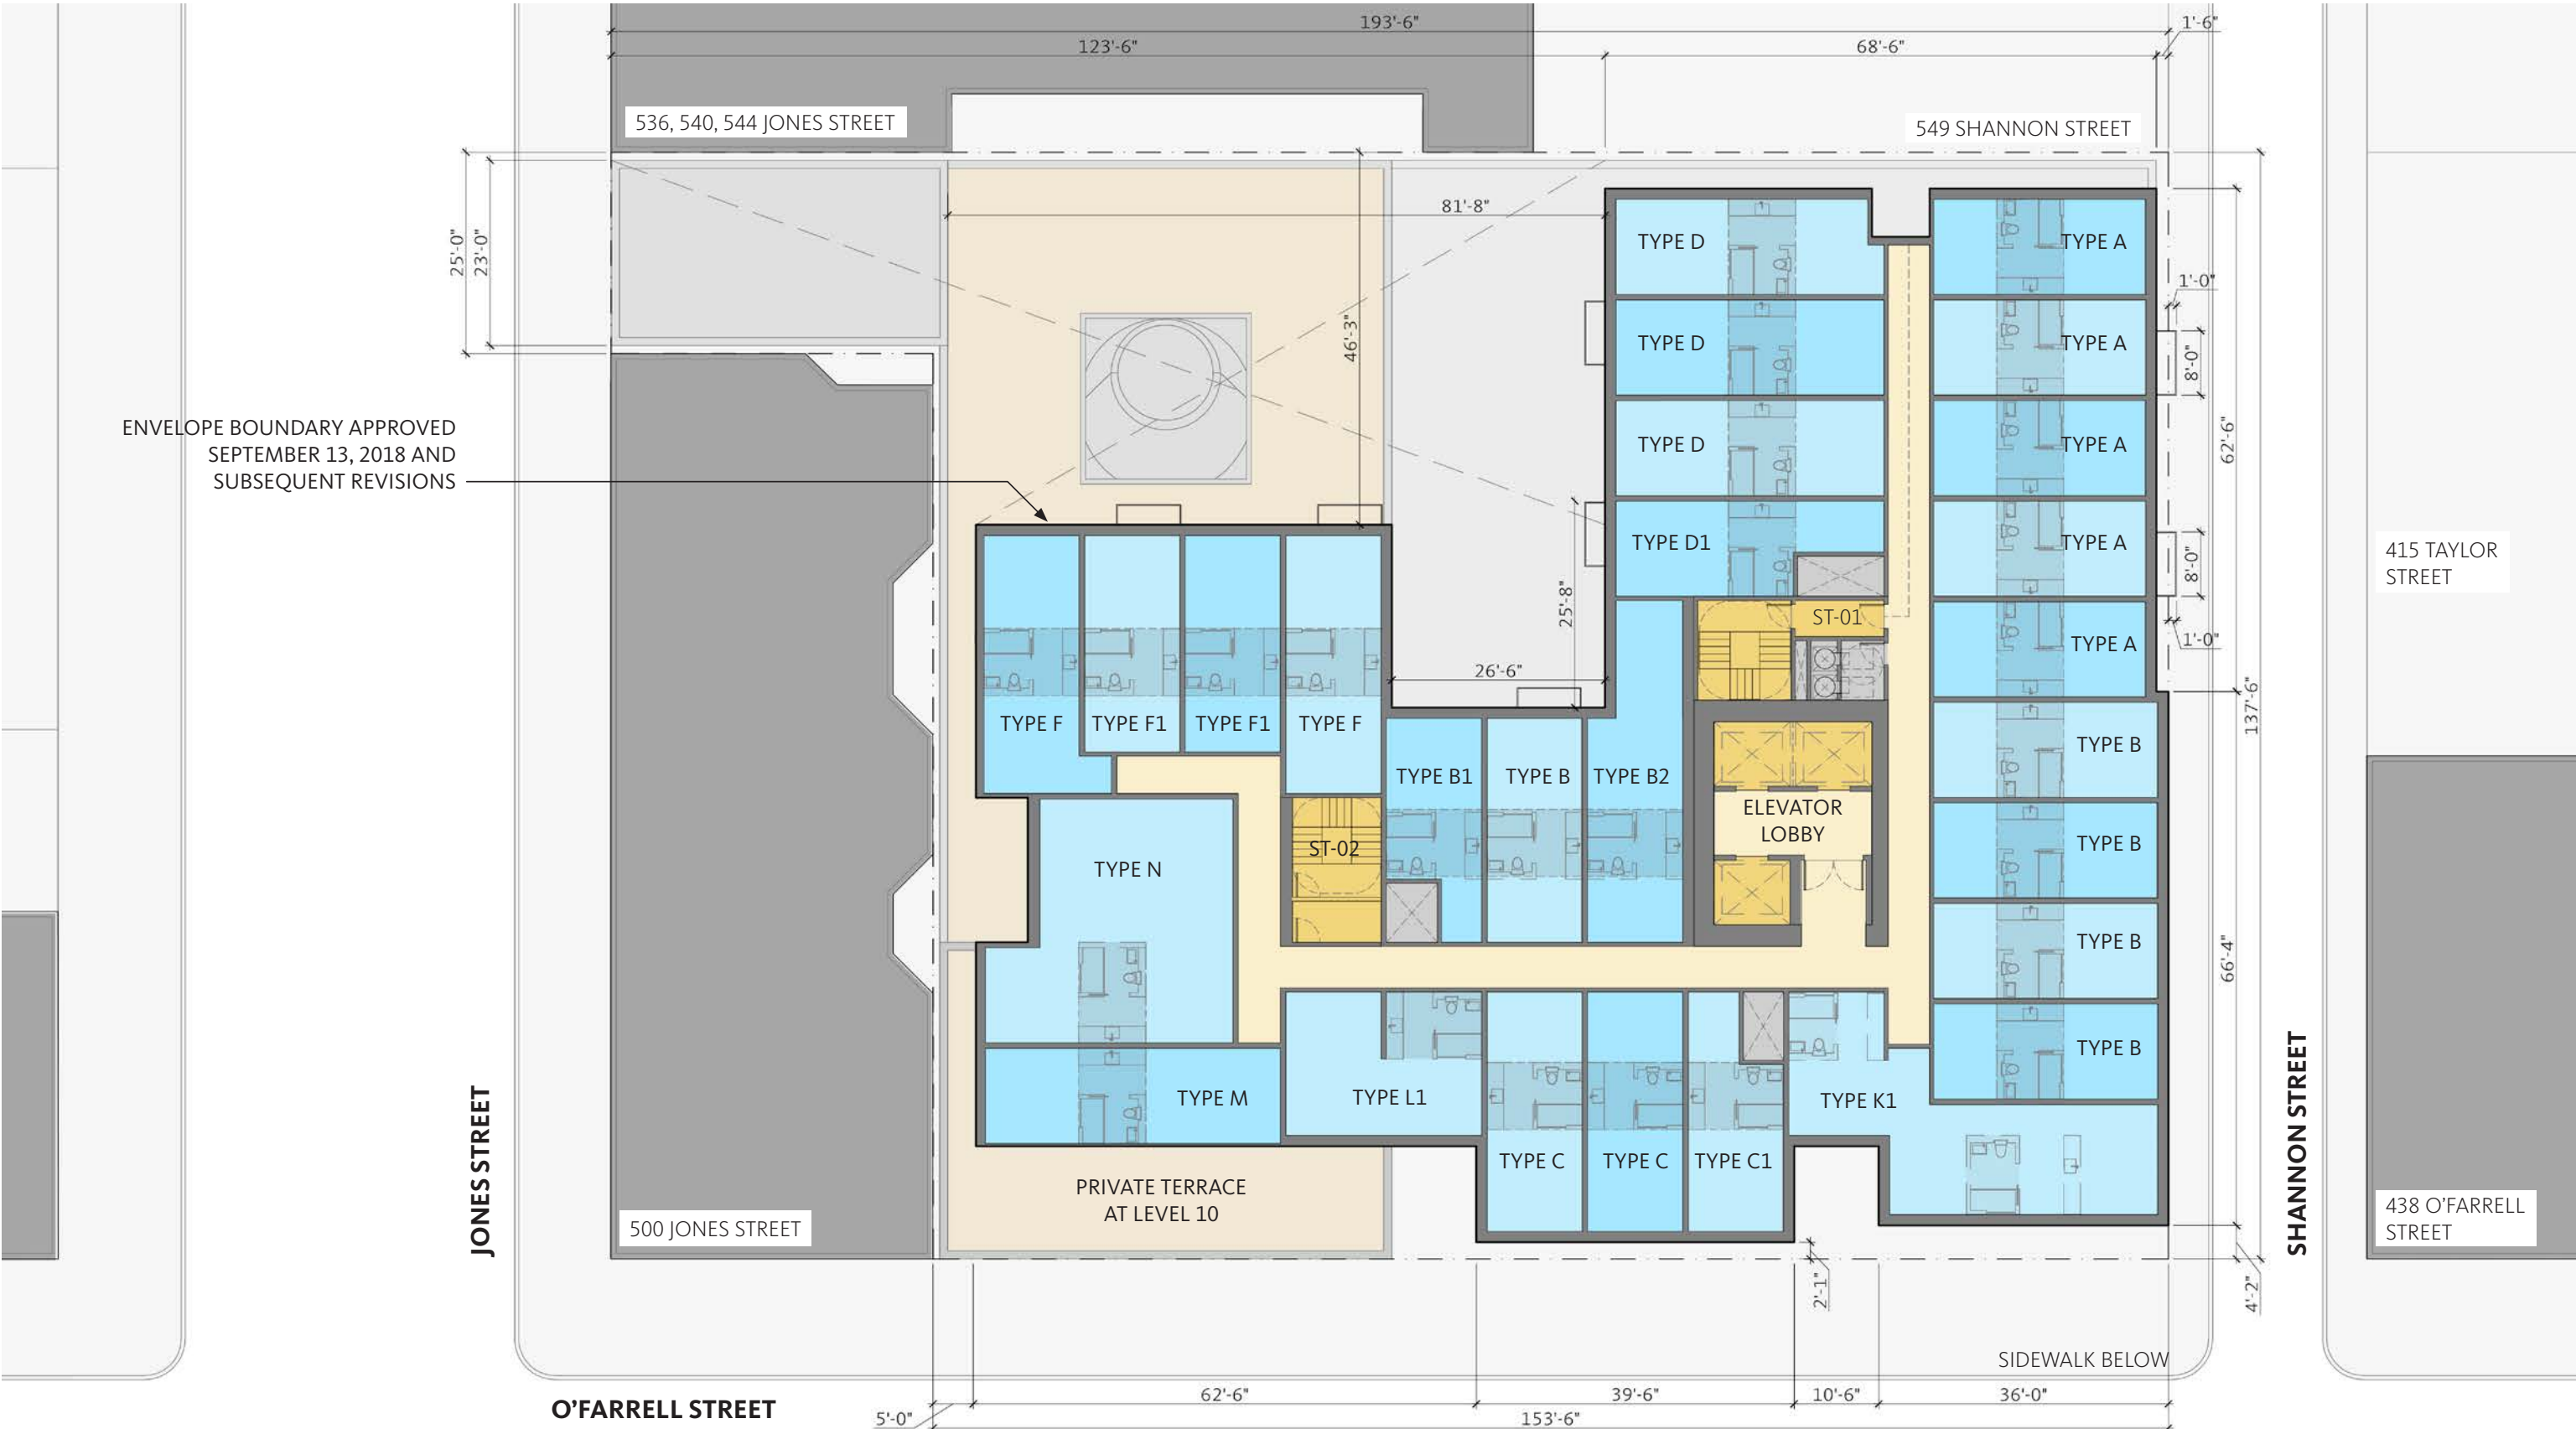 193'-6"
1'-6"
123'-6"
68'-6"
536, 540, 544 JONES STREET
549 SHANNON STREET
81'-8"
25'-0"
23'-0"
46'-3"
TYPE D
TYPE A
1'-0"
TYPE D
TYPE A
8'-0"
ENVELOPE BOUNDARY APPROVED
SEPTEMBER 13, 2018 AND
SUBSEQUENT REVISIONS
TYPE D
TYPE A
62'-6"
TYPE D1
TYPE A
8'-0"
415 TAYLOR
STREET
25'-8"
ST-01
TYPE A
1'-0"
26'-6"
137'-6"
TYPE F
TYPE F1
TYPE F1
TYPE F
TYPE B
TYPE B1
TYPE B
TYPE B2
ELEVATOR
LOBBY
ST-02
TYPE B
TYPE N
TYPE B
66'-4"
TYPE B
TYPE M
TYPE L1
TYPE K1
TYPE C
TYPE C
TYPE C1
PRIVATE TERRACE
AT LEVEL 10
JONES STREET
500 JONES STREET
SHANNON STREET
438 O'FARRELL
STREET
2'-1"
4'-2"
SIDEWALK BELOW
O'FARRELL STREET
5'-0"
62'-6"
39'-6"
10'-6"
36'-0"
153'-6"